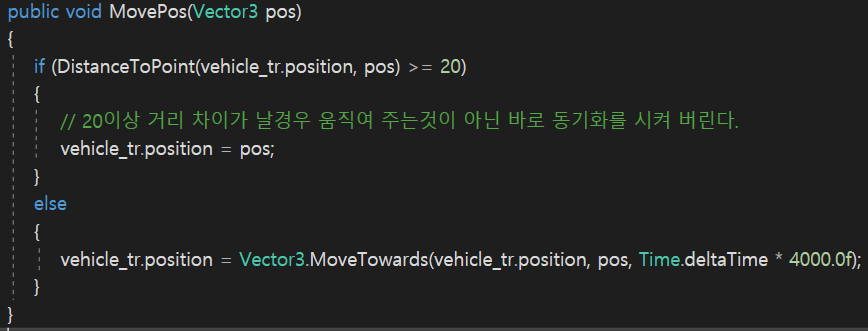 public void MovePos(Vector3 pos)
{
if (DistanceToPoint(vehicle_tr.position, pos) >= 20)
{
// 20이상 거리 차이가 날경우 움직여 주는것이 아닌 바로 동기화를 시켜 버린다.
vehicle_tr.position = pos;
}
else
{
vehicle_tr.position = Vector3.MoveTowards(vehicle_tr.position, pos, Time.deltaTime * 4000.0f);
}
}